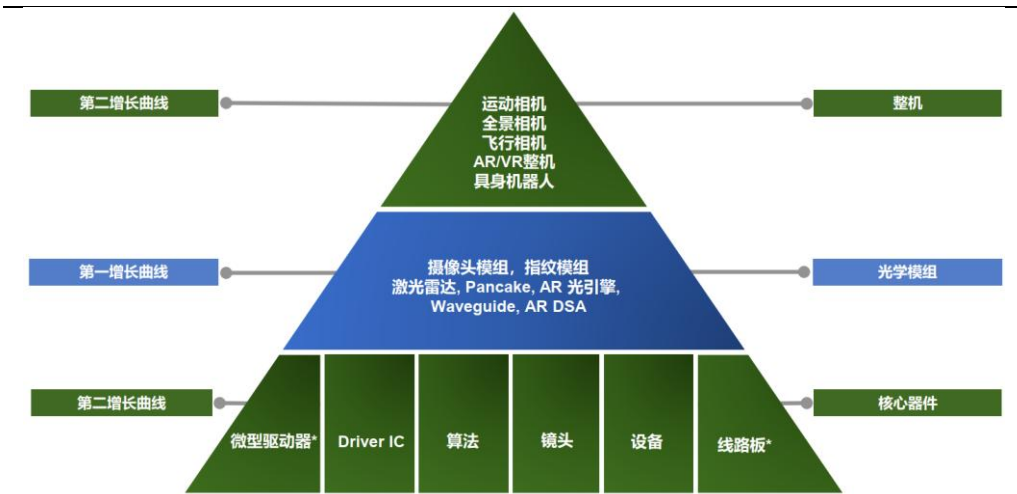 第二增长曲线
运动相机
全景相机
飞行相机
AR/VR整机
具身机器人
整机
第一增长曲线
摄像头模组，指纹模组
激光雷达, Pancake, AR 光引擎,
Waveguide, AR DSA
光学模组
第二增长曲线
微型驱动器*
Driver IC
算法
镜头
设备
线路板*
核心器件